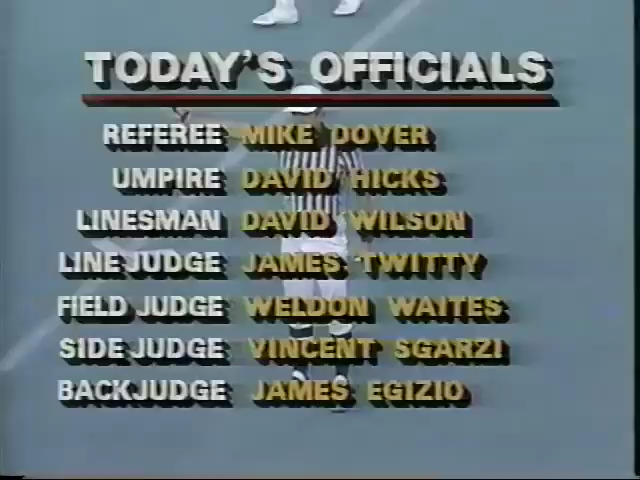 TODAY'S OFFICIALS
REFEREE MIKE DOVER
UMPIRE DAVID HICKS
LINESMAN DAVID WILSON
LINE JUDGE JAMES TWITTY
FIELD JUDGE WELDON WAITES
SIDE JUDGE VINCENT SGARZI
BACKJUDGE JAMES EGIZIO